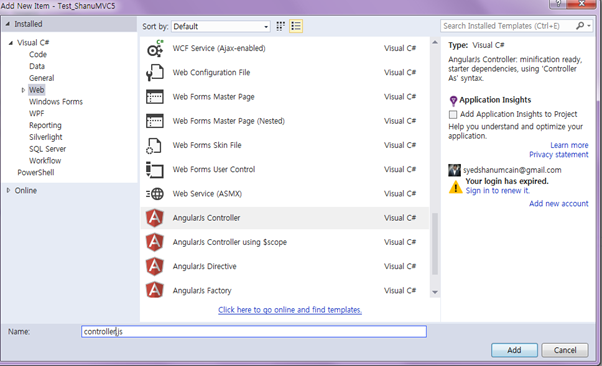 Add New Item - Test_ShanuMVC5
Installed
Sort by: Default
Search Installed Templates (Ctrl+E)
Visual C#
Code
Data
General
Web
Windows Forms
WPF
Reporting
Silverlight
SQL Server
Workflow
PowerShell
Online
WCF Service (Ajax-enabled) Visual C#
Web Configuration File Visual C#
Web Forms Master Page Visual C#
Web Forms Master Page (Nested) Visual C#
Web Forms Skin File Visual C#
Web Forms User Control Visual C#
Web Service (ASMX) Visual C#
AngularJs Controller Visual C#
AngularJs Controller using $scope Visual C#
AngularJs Directive Visual C#
AngularJs Factory Visual C#
Click here to go online and find templates.
Type: Visual C#
AngularJs Controller: minification ready,
starter dependencies, using 'Controller
As' syntax.
Application Insights
Add Application Insights to Project
Help you understand and optimize your
application.
Learn more
Privacy statement
syedshanumcain@gmail.com
Your login has expired.
Sign in to renew it.
Add new account
Name: controller.js
Add Cancel